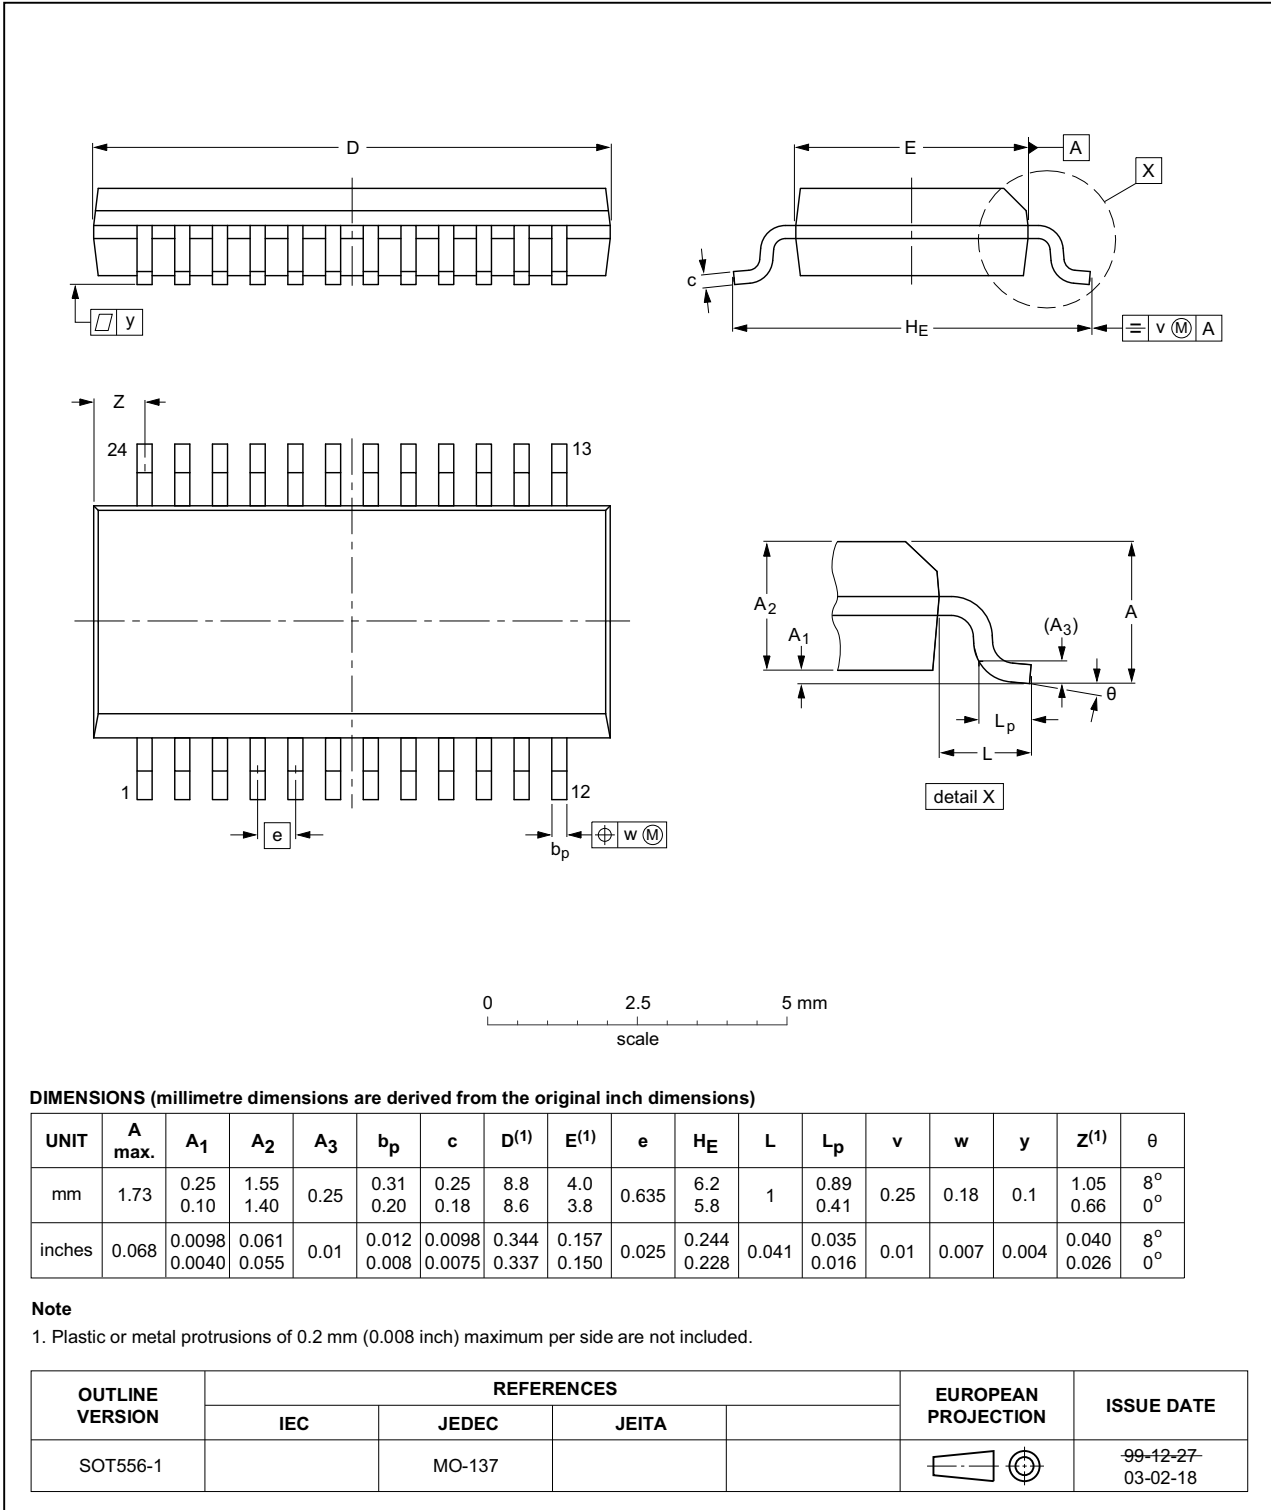 D
E
A
X
c
y
HE
v M A
Z
24
13
1
12
e
bp
w M
A2
A1
(A3)
A
θ
Lp
L
detail X
0 2.5 5 mm
scale
DIMENSIONS (millimetre dimensions are derived from the original inch dimensions)
UNIT A max. A1 A2 A3 bp c D(1) E(1) e HE L Lp v w y Z(1) θ
mm 1.73 0.25 0.10 1.55 1.40 0.25 0.31 0.20 0.25 0.18 8.8 8.6 4.0 3.8 0.635 6.2 5.8 1 0.89 0.41 0.25 0.18 0.1 1.05 0.66 8° 0°
inches 0.068 0.0098 0.0040 0.061 0.055 0.01 0.012 0.008 0.0098 0.0075 0.344 0.337 0.157 0.150 0.025 0.244 0.228 0.041 0.035 0.016 0.01 0.007 0.004 0.040 0.026 8° 0°
Note
1. Plastic or metal protrusions of 0.2 mm (0.008 inch) maximum per side are not included.
OUTLINE VERSION
REFERENCES
IEC JEDEC JEITA
EUROPEAN PROJECTION
ISSUE DATE
SOT556-1
MO-137
99-12-27
03-02-18